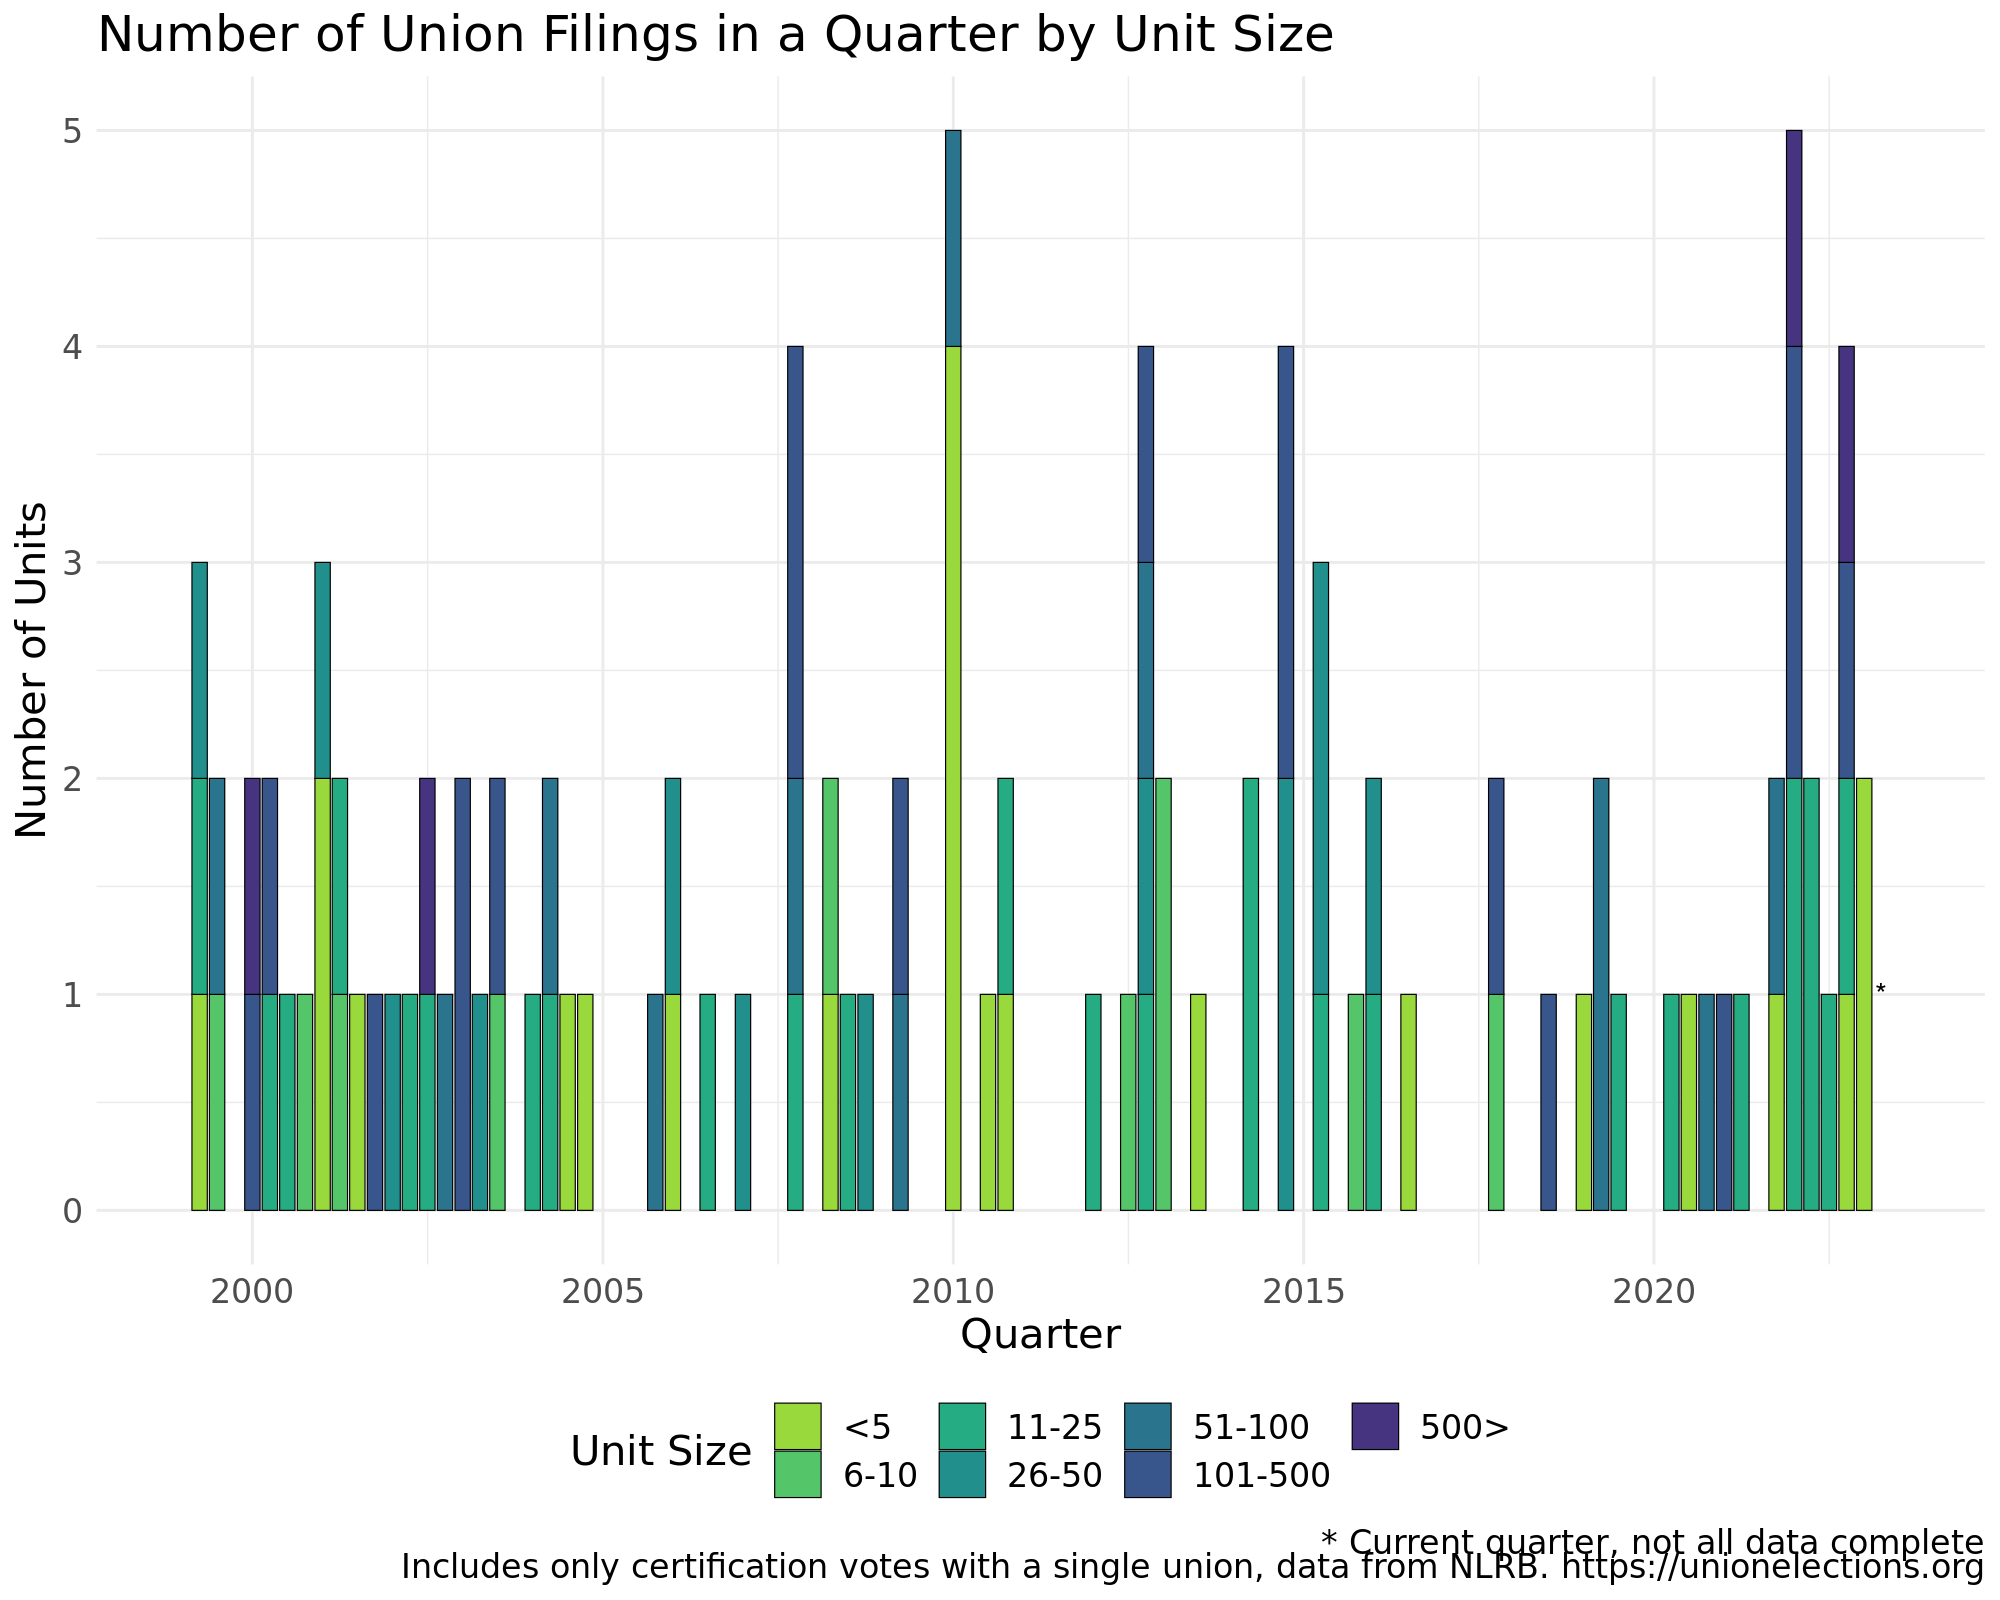 Number of Union Filings in a Quarter by Unit Size
Number of Units
5
4
3
2
1
0
*
2000 2005 2010 2015 2020
Quarter
Unit Size
<5 11-25 51-100 500>
6-10 26-50 101-500
* Current quarter, not all data complete
Includes only certification votes with a single union, data from NLRB. https://unionelections.org